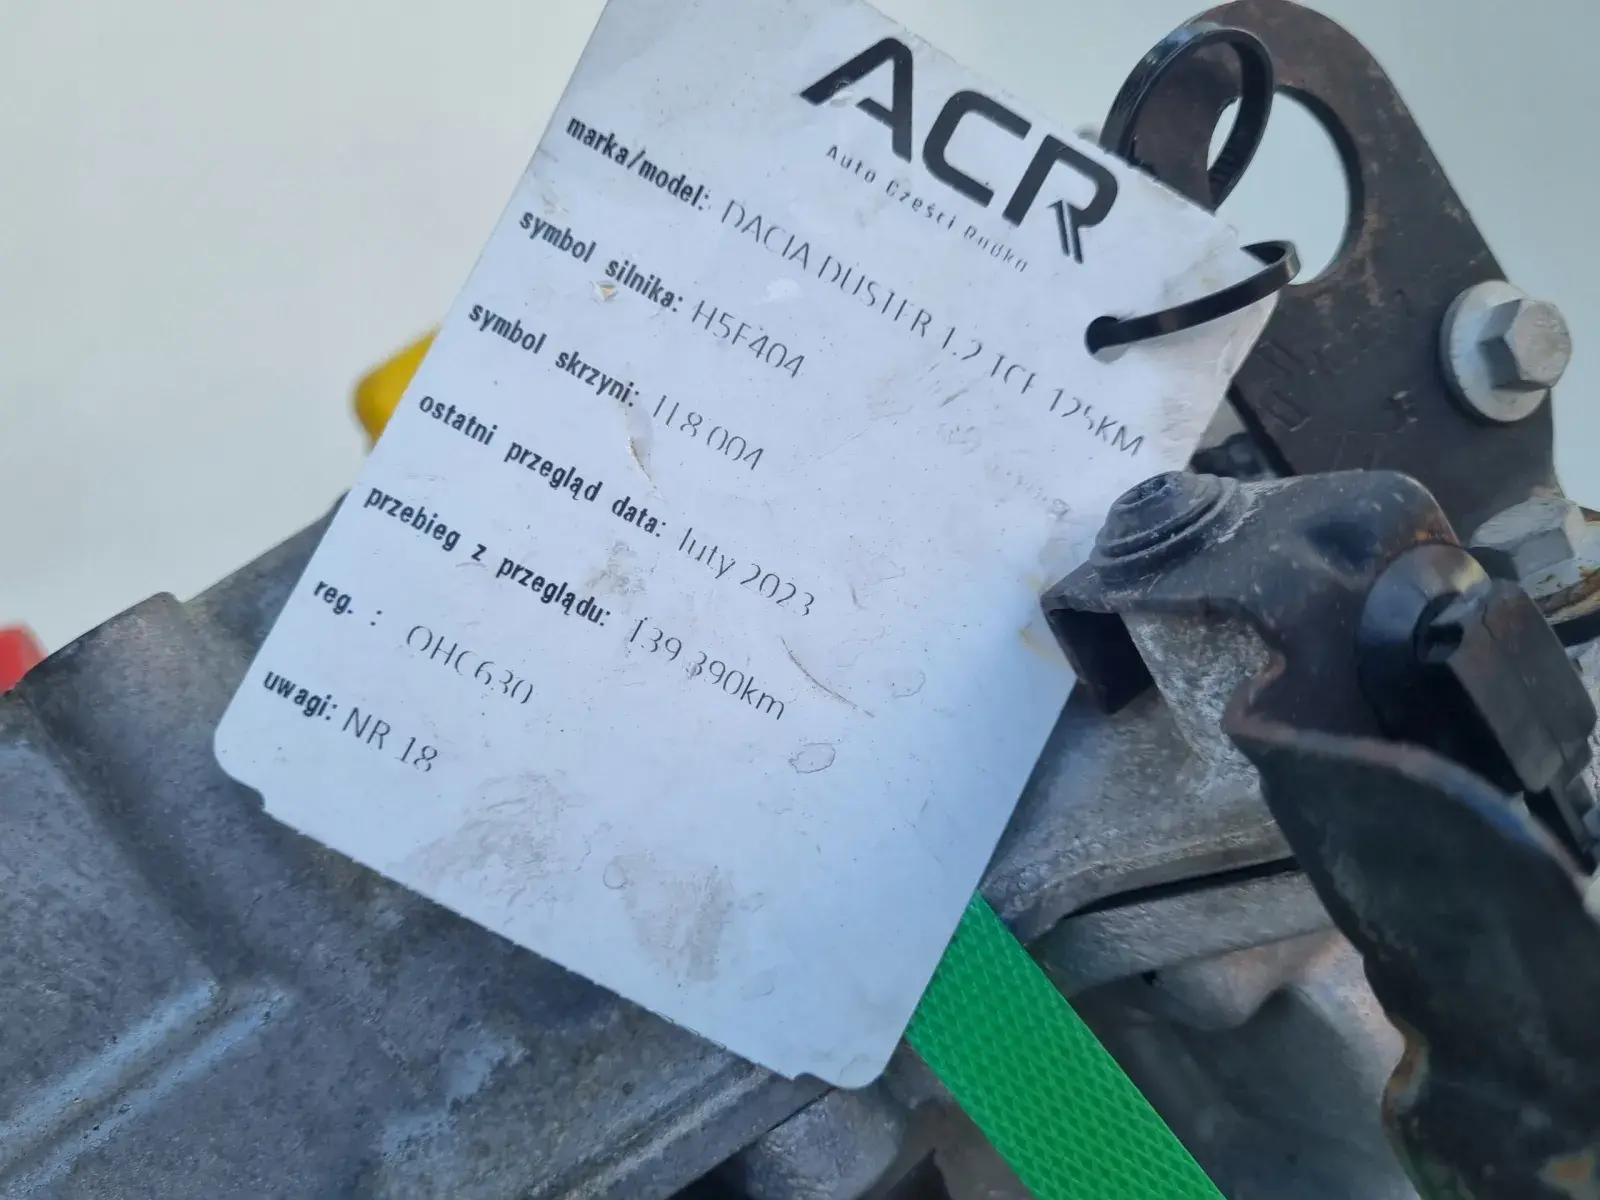 ACR
Auto Części Rudka
marka/model: DACIA DUSTER 1.2 TCE 125KM
symbol silnika: H5F404
symbol skrzyni: TL8 004
ostatni przegląd data: luty 2023
przebieg z przeglądu: 139 390km
reg. : OHC630
uwagi: NR 18